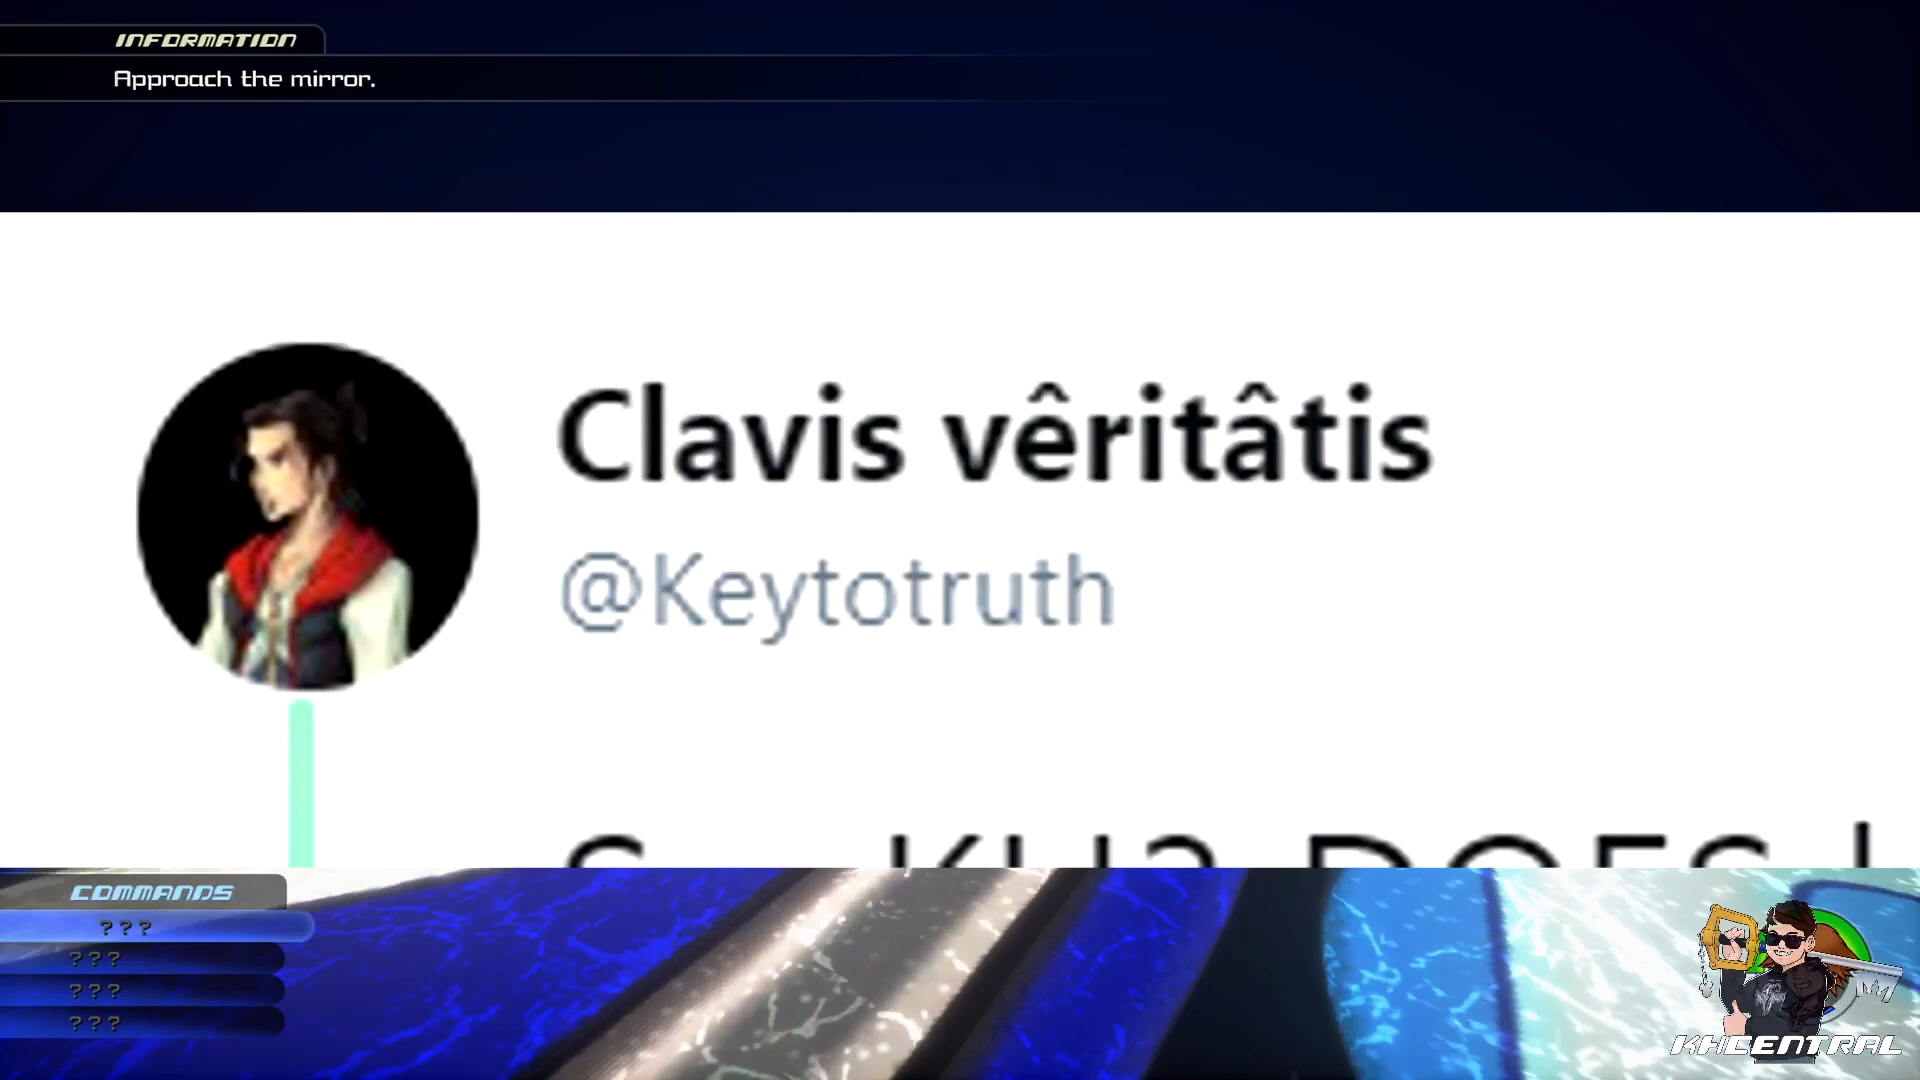 INFORMATION
Approach the mirror.
Clavis vêritâtis
@Keytotruth
COMMANDS
???
???
???
???
KHCENTRAL